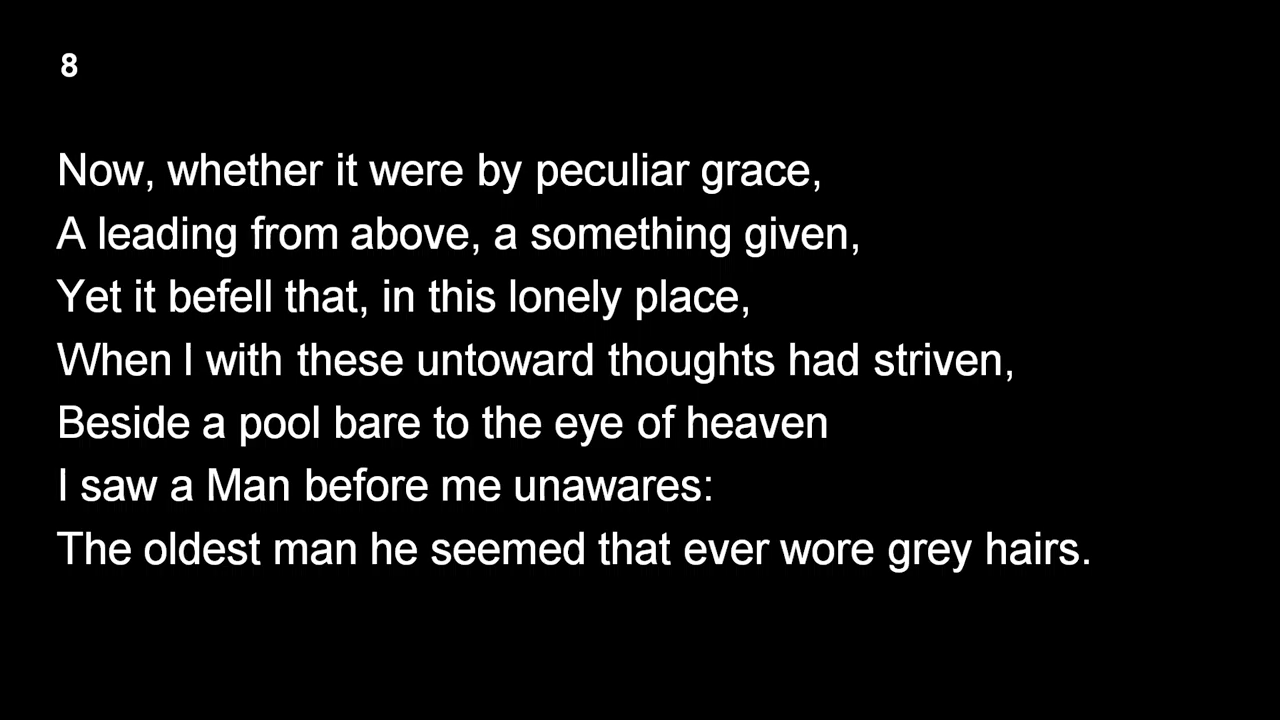 8
Now, whether it were by peculiar grace,
A leading from above, a something given,
Yet it befell that, in this lonely place,
When I with these untoward thoughts had striven,
Beside a pool bare to the eye of heaven
I saw a Man before me unawares:
The oldest man he seemed that ever wore grey hairs.